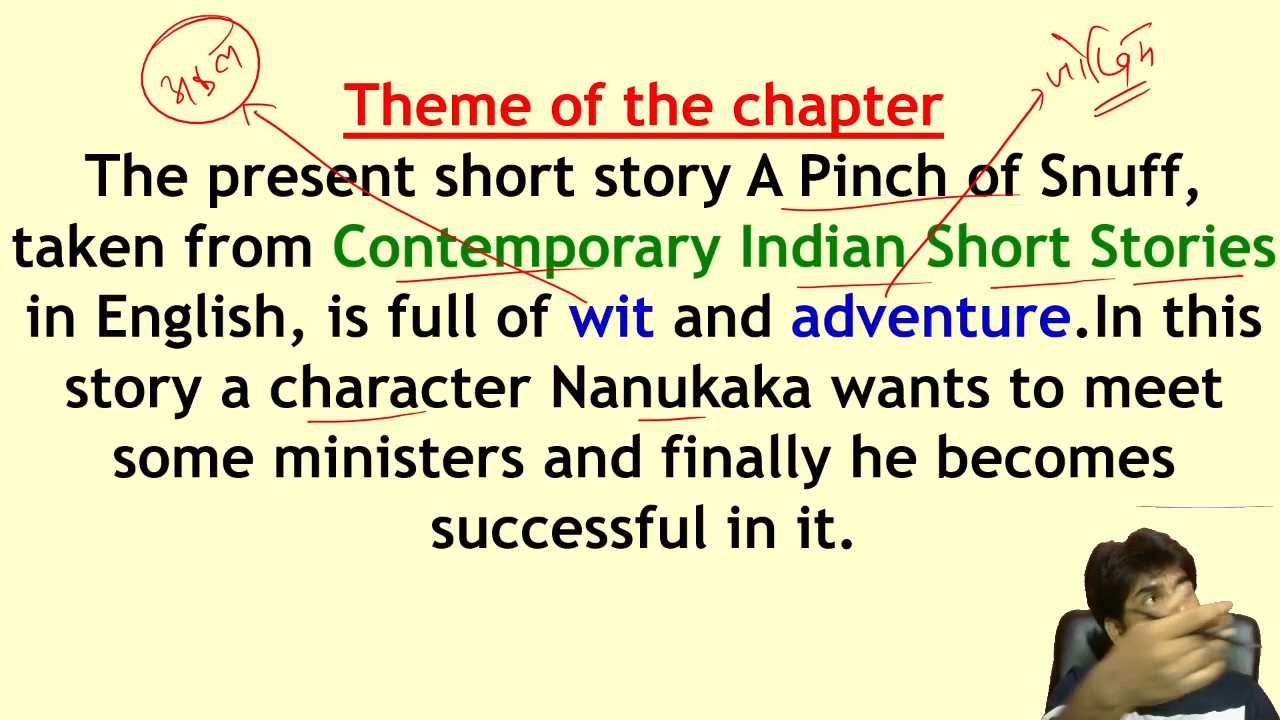 Theme of the chapter
The present short story A Pinch of Snuff,
taken from Contemporary Indian Short Stories
in English, is full of wit and adventure.In this
story a character Nanukaka wants to meet
some ministers and finally he becomes
successful in it.